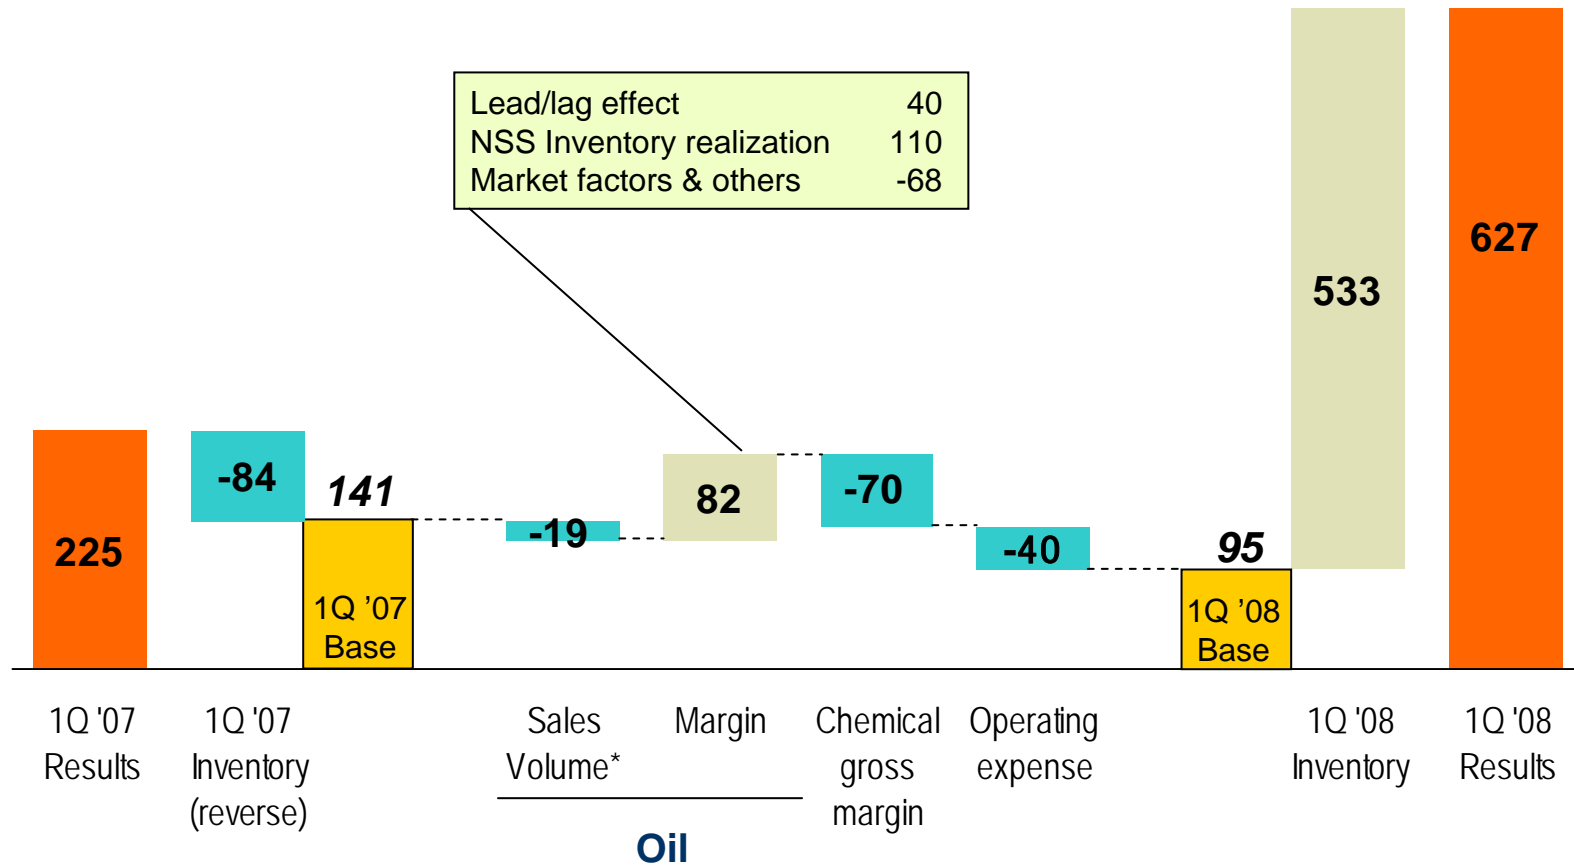 Lead/lag effect 40
NSS Inventory realization 110
Market factors & others -68
627
533
-84
141
82
-70
225
-19
-40
95
1Q ’07
Base
1Q ’08
Base
1Q '07
Results
1Q '07
Inventory
(reverse)
Sales
Volume*
Margin
Chemical
gross
margin
Operating
expense
1Q '08
Inventory
1Q '08
Results
Oil